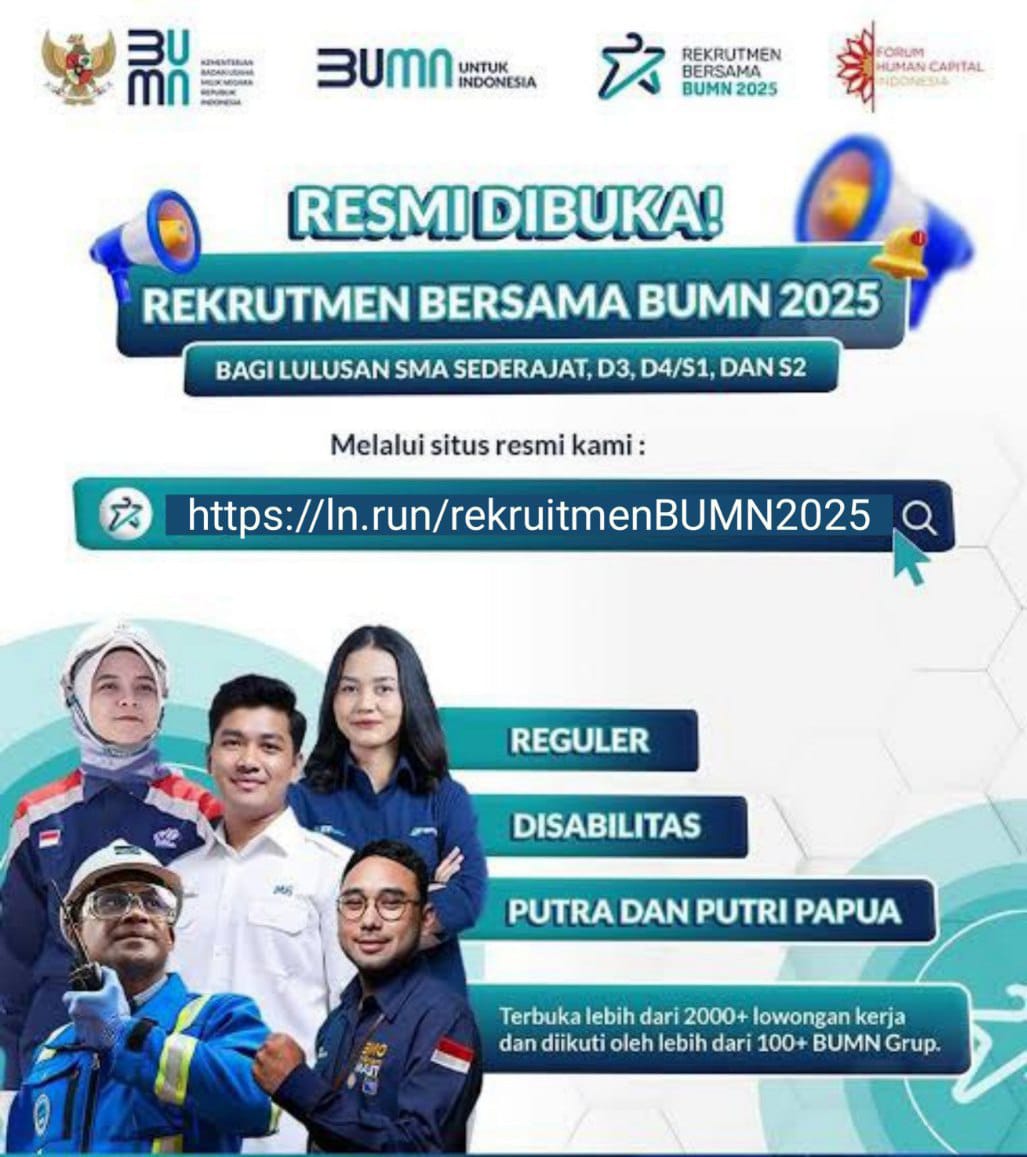 BUMN
KEMENTERIAN
BADAN USAHA
MILIK NEGARA
REPUBLIK
INDONESIA
BUMN UNTUK
INDONESIA
REKRUTMEN
BERSAMA
BUMN 2025
FORUM
HUMAN CAPITAL
INDONESIA
RESMI DIBUKA!
REKRUTMEN BERSAMA BUMN 2025
BAGI LULUSAN SMA SEDERAJAT, D3, D4/S1, DAN S2
Melalui situs resmi kami :
https://ln.run/rekruitmenBUMN2025
REGULER
DISABILITAS
PUTRA DAN PUTRI PAPUA
Terbuka lebih dari 2000+ lowongan kerja
dan diikuti oleh lebih dari 100+ BUMN Grup.